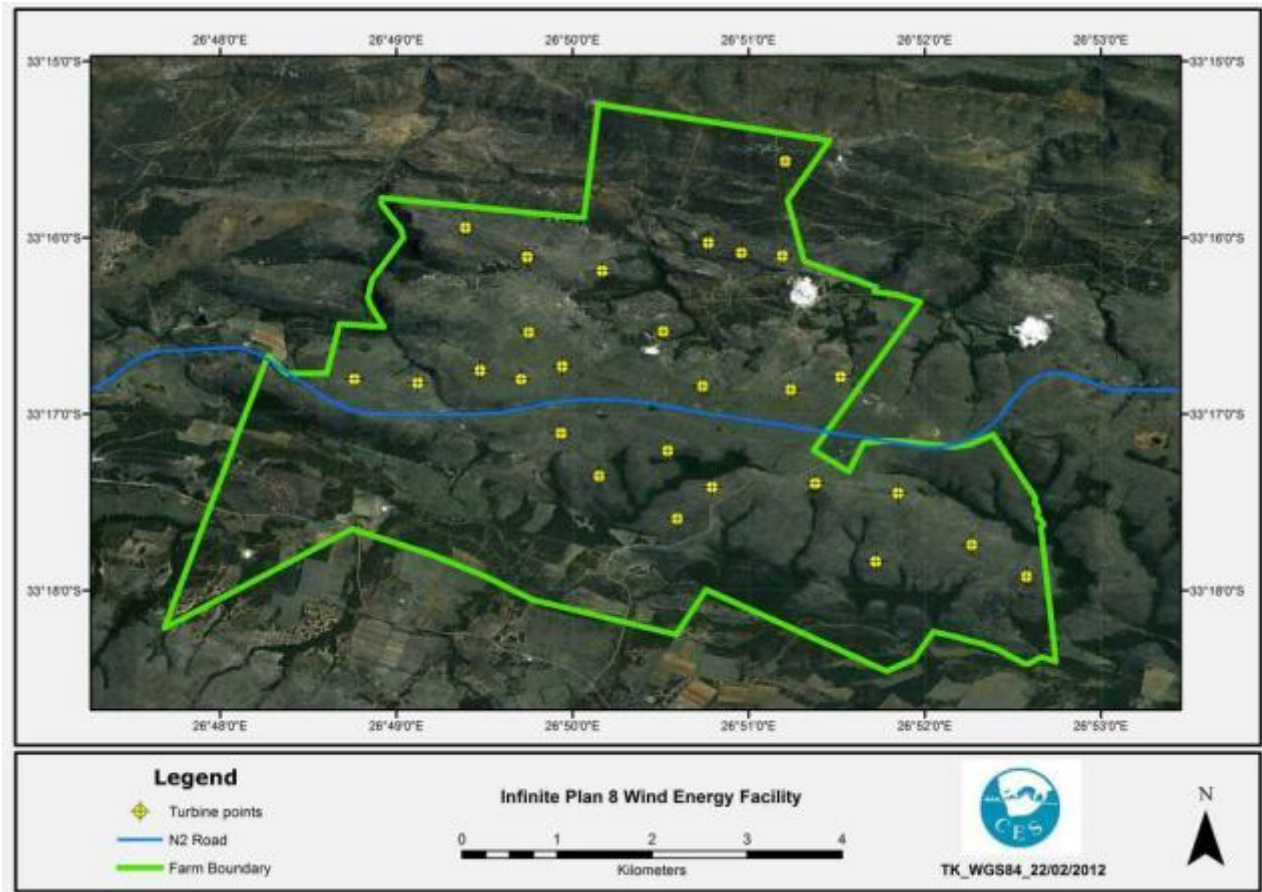 26°48'0"E 26°49'0"E 26°50'0"E 26°51'0"E 26°52'0"E 26°53'0"E
33°15'0"S 33°15'0"S
33°16'0"S 33°16'0"S
33°17'0"S 33°17'0"S
33°18'0"S 33°18'0"S
26°48'0"E 26°49'0"E 26°50'0"E 26°51'0"E 26°52'0"E 26°53'0"E
Legend
Turbine points
N2 Road
Farm Boundary
Infinite Plan 8 Wind Energy Facility
0 1 2 3 4
Kilometers
CES
TK_WGS84_22/02/2012
N